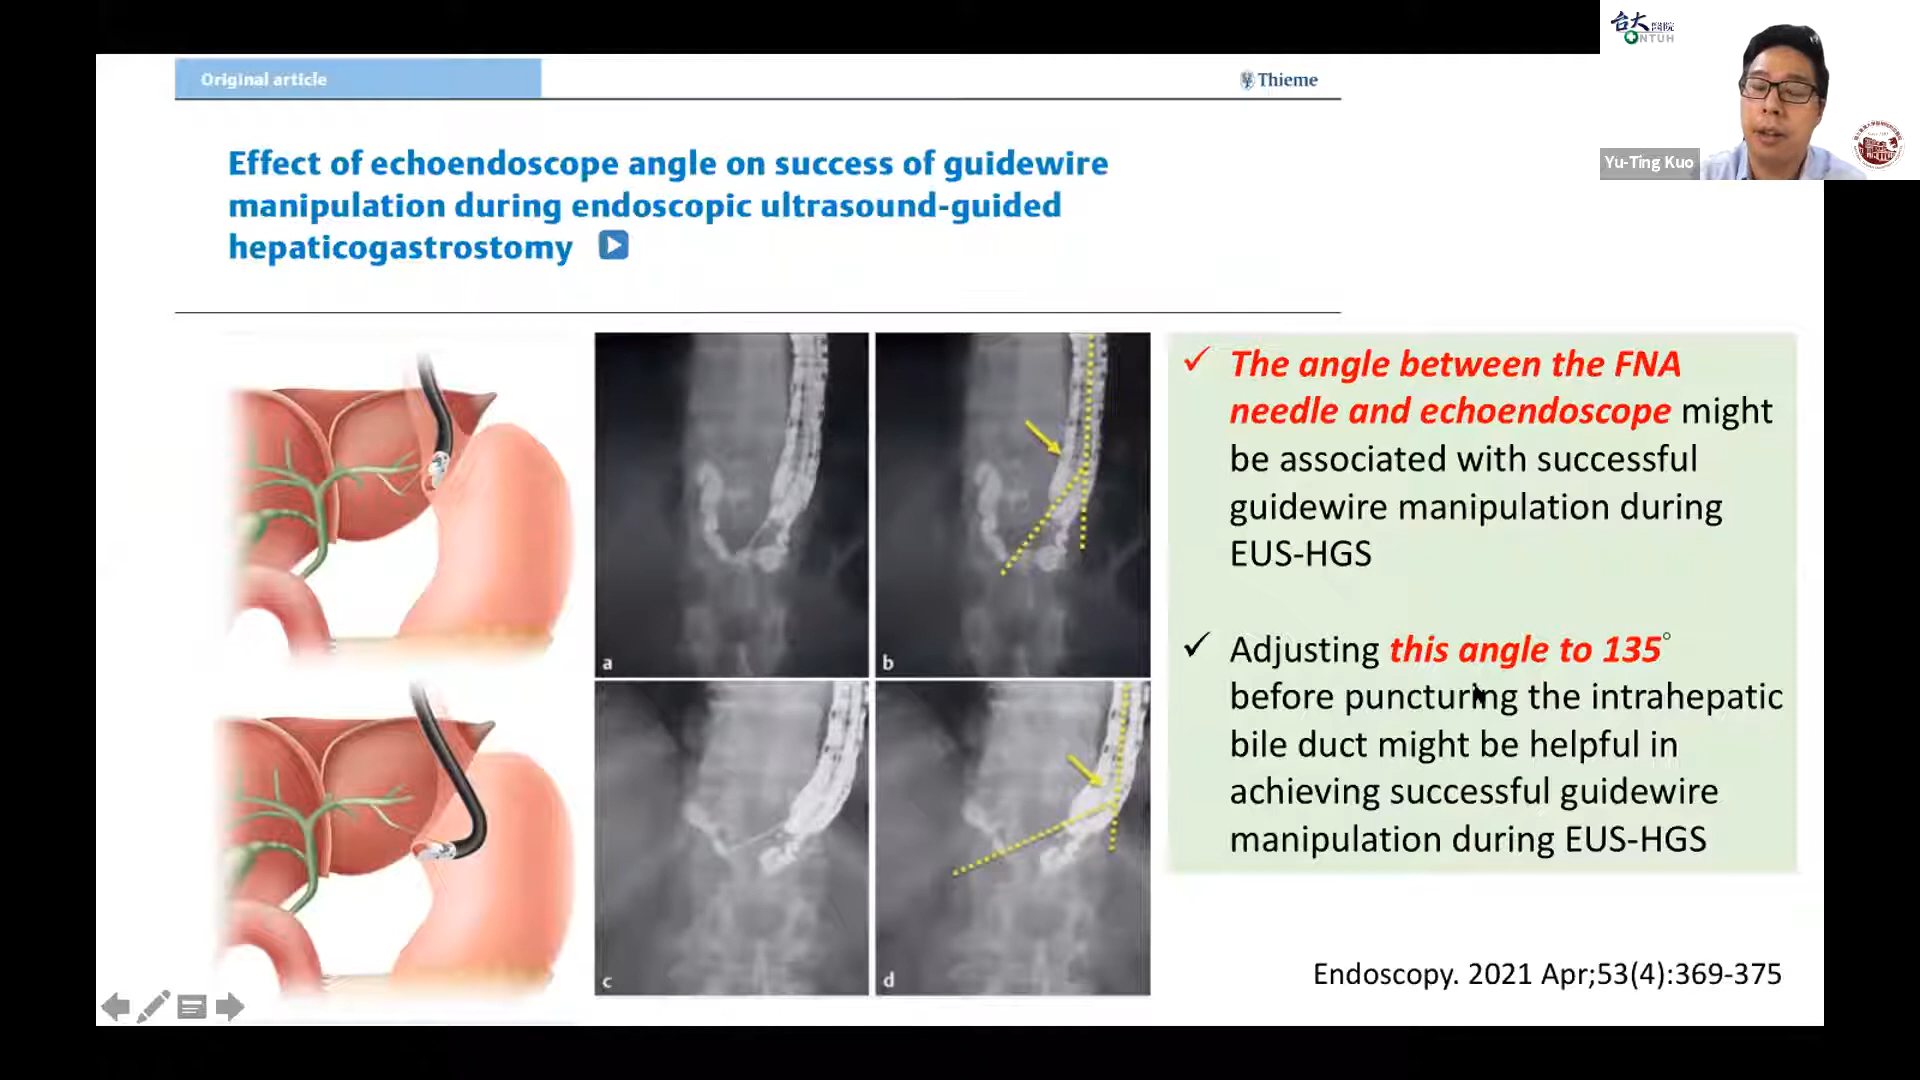 台大醫院
NTUH
Yu-Ting Kuo
Original article
Thieme
Effect of echoendoscope angle on success of guidewire
manipulation during endoscopic ultrasound-guided
hepaticogastrostomy
a
b
c
d
✓ The angle between the FNA
needle and echoendoscope might
be associated with successful
guidewire manipulation during
EUS-HGS
✓ Adjusting this angle to 135°
before puncturing the intrahepatic
bile duct might be helpful in
achieving successful guidewire
manipulation during EUS-HGS
Endoscopy. 2021 Apr;53(4):369-375